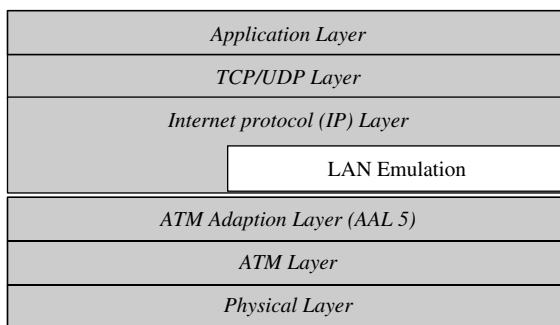 Application Layer
TCP/UDP Layer
Internet protocol (IP) Layer
LAN Emulation
ATM Adaption Layer (AAL 5)
ATM Layer
Physical Layer